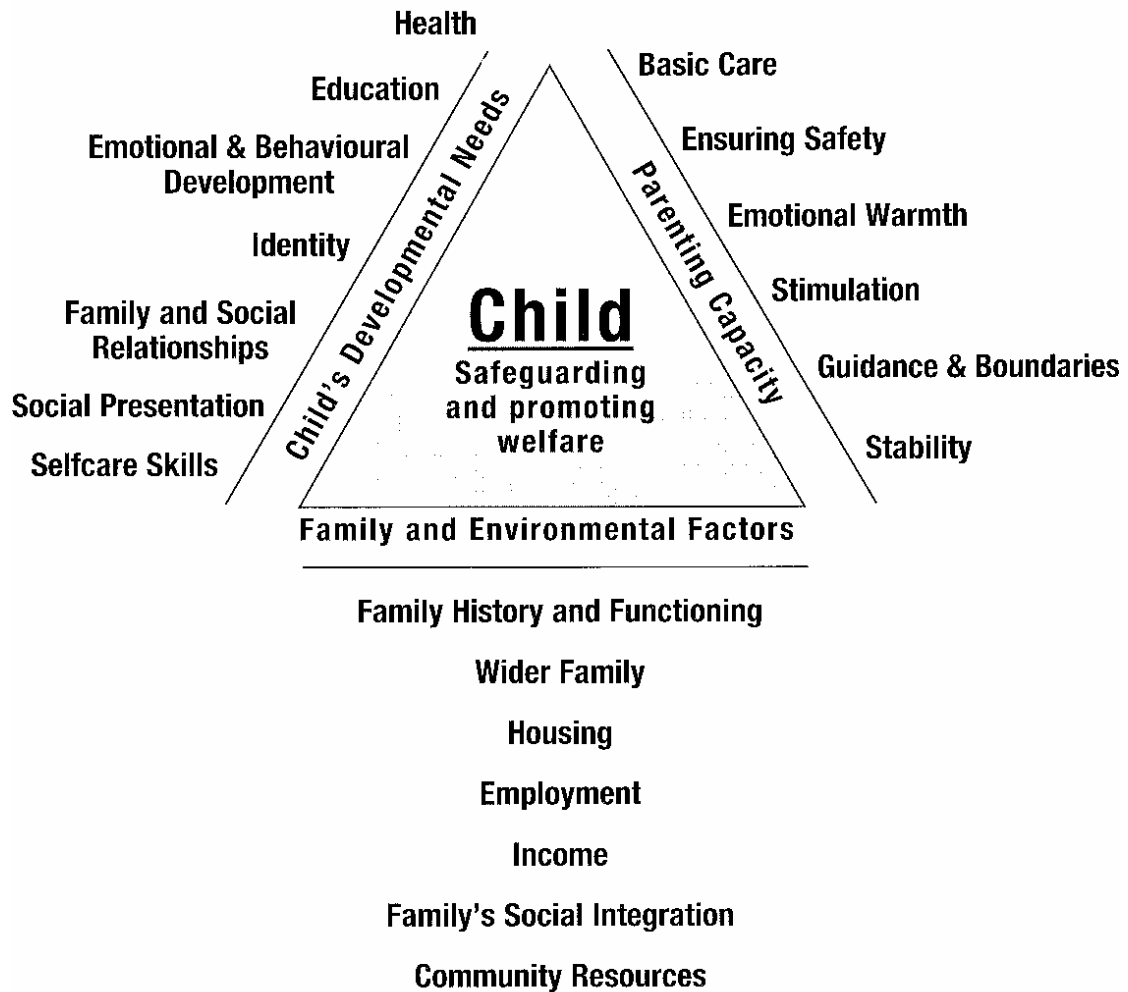 Health
Education
Emotional & Behavioural
Development
Identity
Family and Social
Relationships
Social Presentation
Selfcare Skills
Child's Developmental Needs
Basic Care
Ensuring Safety
Emotional Warmth
Stimulation
Guidance & Boundaries
Stability
Parenting Capacity
Child
Safeguarding
and promoting
welfare
Family and Environmental Factors
Family History and Functioning
Wider Family
Housing
Employment
Income
Family's Social Integration
Community Resources